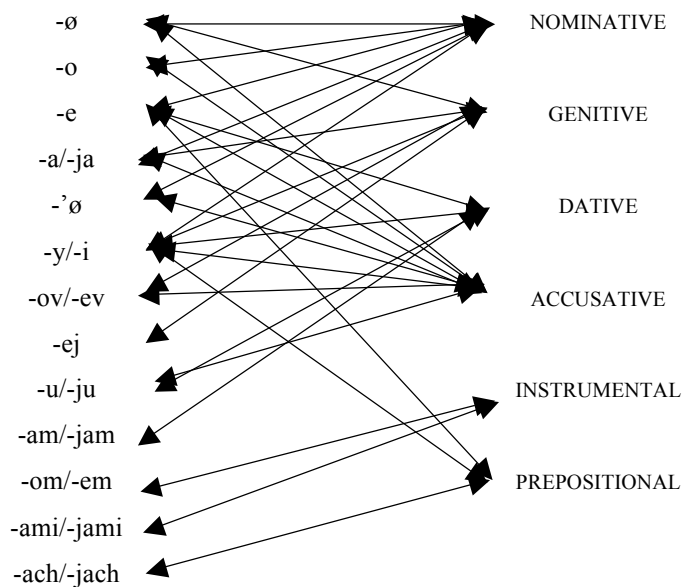 -ø
-o
-e
-a/-ja
-’ø
-y/-i
-ov/-ev
-ej
-u/-ju
-am/-jam
-om/-em
-ami/-jami
-ach/-jach
NOMINATIVE
GENITIVE
DATIVE
ACCUSATIVE
INSTRUMENTAL
PREPOSITIONAL